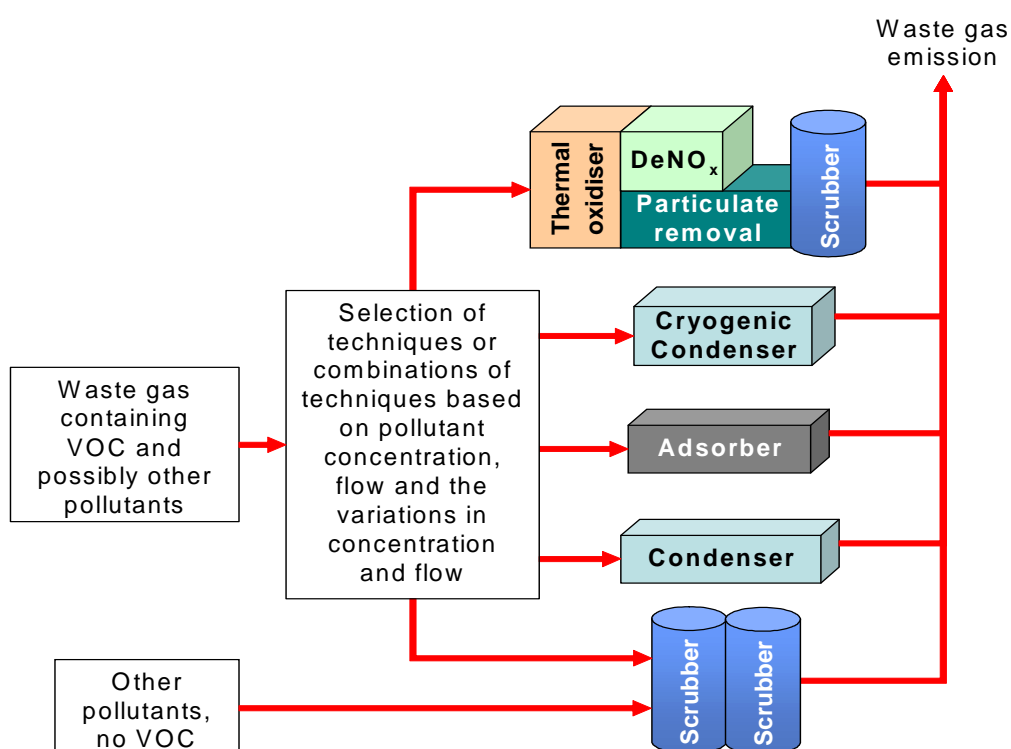 Waste gas
emission
Thermal
oxidiser
DeNOx
Particulate
removal
Scrubber
Selection of
techniques or
combinations of
techniques based
on pollutant
concentration,
flow and the
variations in
concentration
and flow
Cryogenic
Condenser
Waste gas
containing
VOC and
possibly other
pollutants
Adsorber
Condenser
Scrubber
Scrubber
Other
pollutants,
no VOC